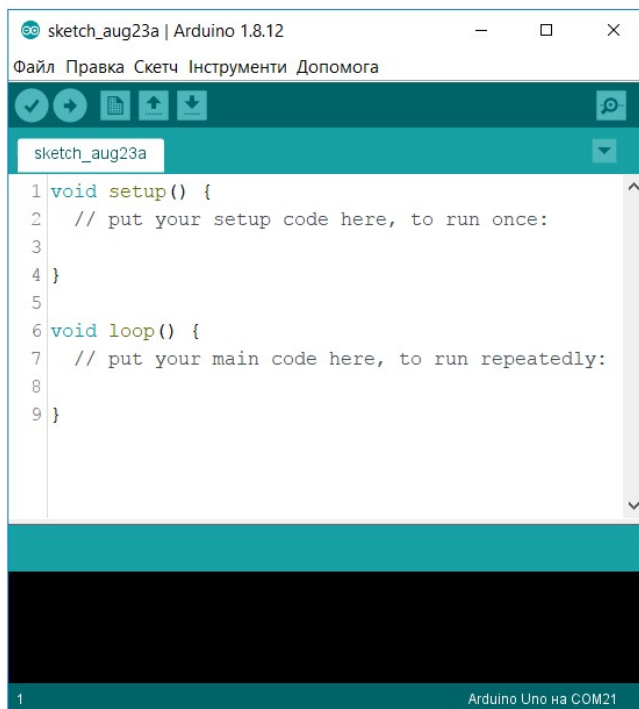 sketch_aug23a | Arduino 1.8.12
Файл Правка Скетч Інструменти Допомога
sketch_aug23a
1 void setup() {
2   // put your setup code here, to run once:
3
4 }
5
6 void loop() {
7   // put your main code here, to run repeatedly:
8
9 }
1 Arduino Uno на COM21